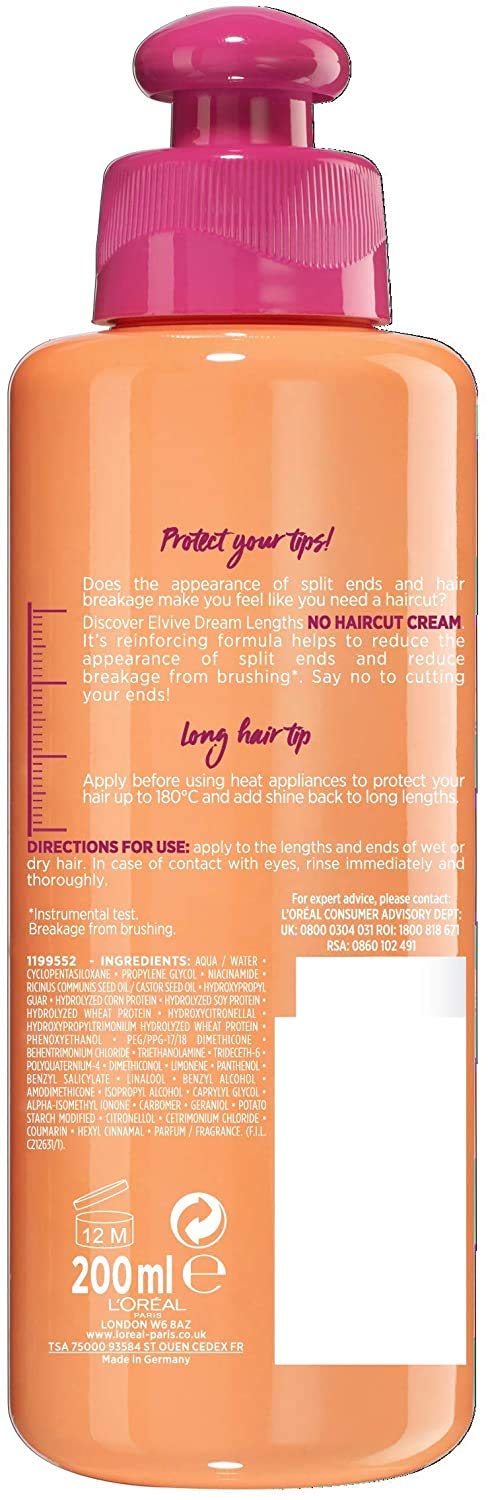 Protect your tips!
Does the appearance of split ends and hair
breakage make you feel like you need a haircut?
Discover Elvive Dream Lengths NO HAIRCUT CREAM.
It's reinforcing formula helps to reduce the
appearance of split ends and reduce
breakage from brushing*. Say no to cutting
your ends!
Long hair tip
Apply before using heat appliances to protect your
hair up to 180°C and add shine back to long lengths.
DIRECTIONS FOR USE: apply to the lengths and ends of wet or
dry hair. In case of contact with eyes, rinse immediately and
thoroughly.
*Instrumental test.
Breakage from brushing.
For expert advice, please contact:
L'ORÉAL CONSUMER ADVISORY DEPT:
UK: 0800 0304 031 ROI: 1800 818 671
RSA: 0860 102 491
1199552 - INGREDIENTS: AQUA / WATER •
CYCLOPENTASILOXANE • PROPYLENE GLYCOL • NIACINAMIDE •
RICINUS COMMUNIS SEED OIL / CASTOR SEED OIL • HYDROXYPROPYL
GUAR • HYDROLYZED CORN PROTEIN • HYDROLYZED SOY PROTEIN •
HYDROLYZED WHEAT PROTEIN • HYDROXYCITRONELLAL •
HYDROXYPROPYLTRIMONIUM HYDROLYZED WHEAT PROTEIN •
PHENOXYETHANOL • PEG/PPG-17/18 DIMETHICONE •
BEHENTRIMONIUM CHLORIDE • TRIETHANOLAMINE • TRIDECETH-6 •
POLYQUATERNIUM-4 • DIMETHICONOL • LIMONENE • PANTHENOL •
BENZYL SALICYLATE • LINALOOL • BENZYL ALCOHOL •
AMODIMETHICONE • ISOPROPYL ALCOHOL • CAPRYLYL GLYCOL •
ALPHA-ISOMETHYL IONONE • CARBOMER • GERANIOL • POTATO
STARCH MODIFIED • CITRONELLOL • CETRIMONIUM CHLORIDE •
COUMARIN • HEXYL CINNAMAL • PARFUM / FRAGRANCE. (F.I.L.
C212631/1).
12 M
200 ml e
L'ORÉAL
PARIS
LONDON W6 8AZ
www.loreal-paris.co.uk
TSA 75000 93584 ST OUEN CEDEX FR
Made in Germany